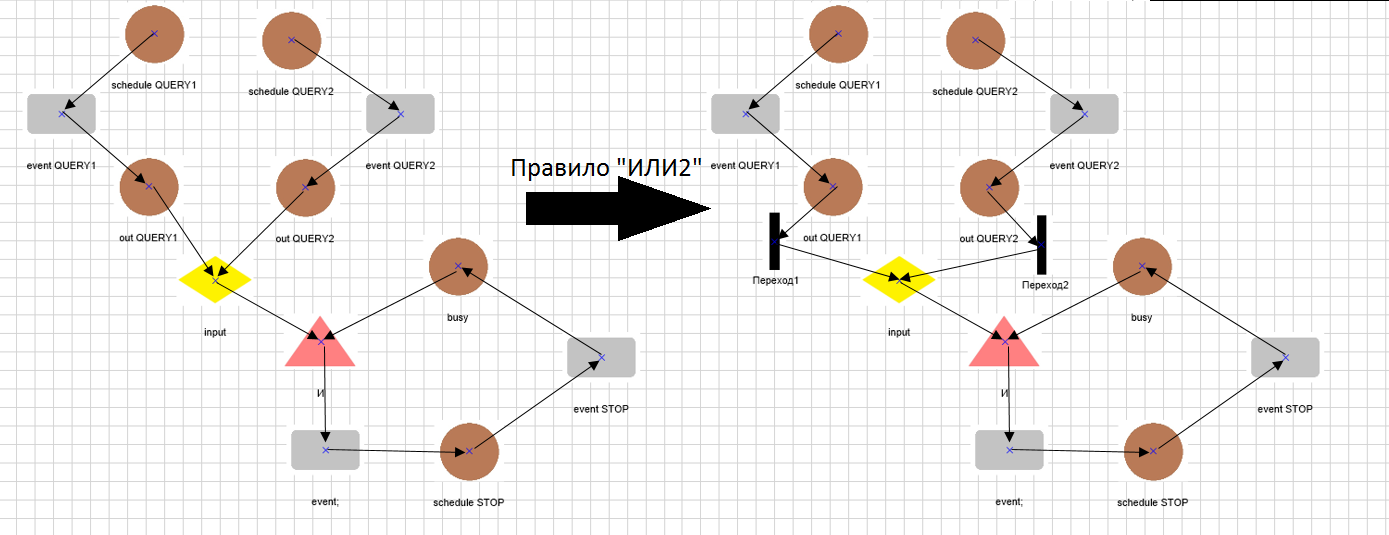 schedule QUERY1
schedule QUERY2
event QUERY1
event QUERY2
out QUERY1
out QUERY2
input
busy
И
event STOP
event;
schedule STOP
Правило "ИЛИ2"
schedule QUERY1
schedule QUERY2
event QUERY1
event QUERY2
out QUERY1
out QUERY2
Переход1
Переход2
input
busy
И
event STOP
event;
schedule STOP